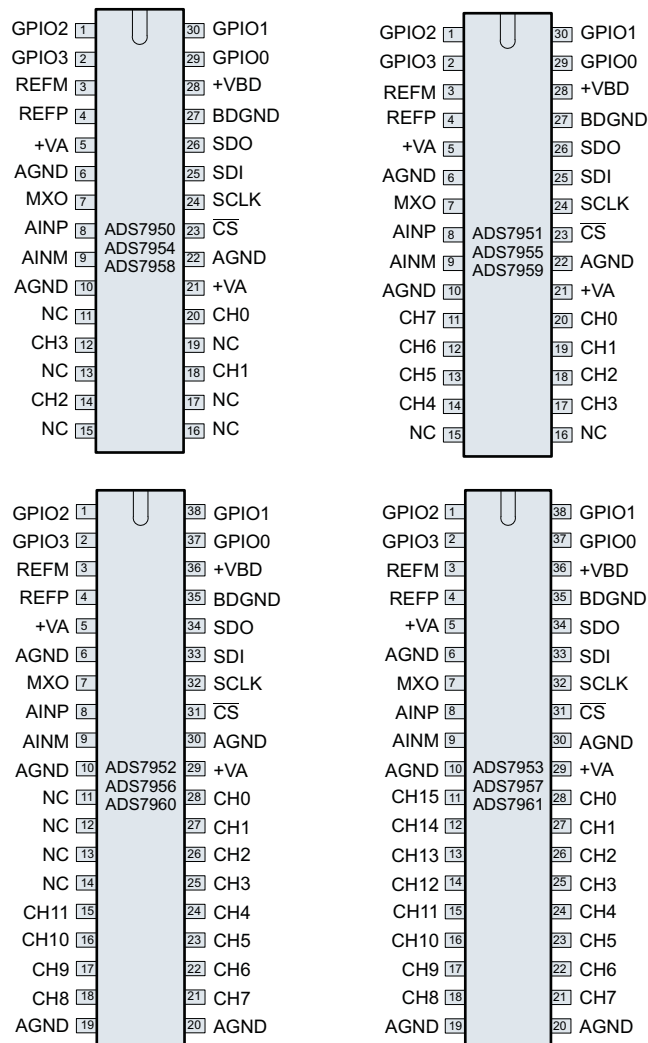 GPIO2 1 30 GPIO1
GPIO3 2 29 GPIO0
REFM 3 28 +VBD
REFP 4 27 BDGND
+VA 5 26 SDO
AGND 6 25 SDI
MXO 7 24 SCLK
AINP 8 ADS7950 23 CS
AINM 9 ADS7954 22 AGND
ADS7958
AGND 10 21 +VA
NC 11 20 CH0
CH3 12 19 NC
NC 13 18 CH1
CH2 14 17 NC
NC 15 16 NC
GPIO2 1 30 GPIO1
GPIO3 2 29 GPIO0
REFM 3 28 +VBD
REFP 4 27 BDGND
+VA 5 26 SDO
AGND 6 25 SDI
MXO 7 24 SCLK
AINP 8 ADS7951 23 CS
AINM 9 ADS7955 22 AGND
ADS7959
AGND 10 21 +VA
CH7 11 20 CH0
CH6 12 19 CH1
CH5 13 18 CH2
CH4 14 17 CH3
NC 15 16 NC
GPIO2 1 38 GPIO1
GPIO3 2 37 GPIO0
REFM 3 36 +VBD
REFP 4 35 BDGND
+VA 5 34 SDO
AGND 6 33 SDI
MXO 7 32 SCLK
AINP 8 31 CS
AINM 9 30 AGND
AGND 10 ADS7952 29 +VA
ADS7956
NC 11 ADS7960 28 CH0
NC 12 27 CH1
NC 13 26 CH2
NC 14 25 CH3
CH11 15 24 CH4
CH10 16 23 CH5
CH9 17 22 CH6
CH8 18 21 CH7
AGND 19 20 AGND
GPIO2 1 38 GPIO1
GPIO3 2 37 GPIO0
REFM 3 36 +VBD
REFP 4 35 BDGND
+VA 5 34 SDO
AGND 6 33 SDI
MXO 7 32 SCLK
AINP 8 31 CS
AINM 9 30 AGND
AGND 10 ADS7953 29 +VA
ADS7957
CH15 11 ADS7961 28 CH0
CH14 12 27 CH1
CH13 13 26 CH2
CH12 14 25 CH3
CH11 15 24 CH4
CH10 16 23 CH5
CH9 17 22 CH6
CH8 18 21 CH7
AGND 19 20 AGND